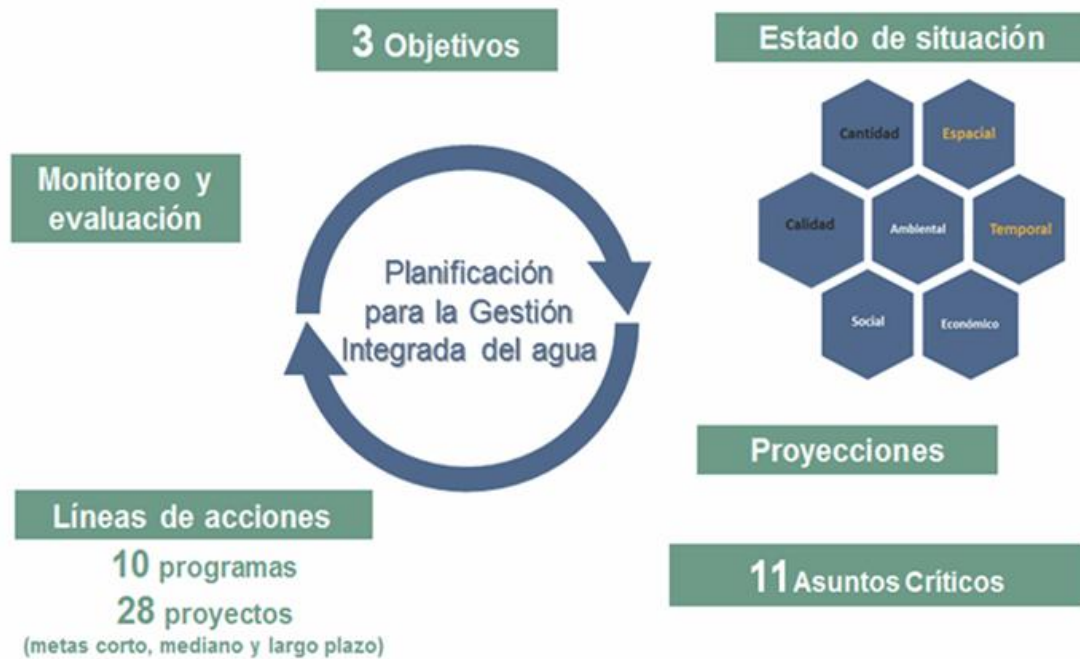 3 Objetivos
Estado de situación
Cantidad
Espacial
Calidad
Ambiental
Temporal
Social
Económico
Monitoreo y
evaluación
Planificación
para la Gestión
Integrada del agua
Proyecciones
Líneas de acciones
10 programas
28 proyectos
(metas corto, mediano y largo plazo)
11 Asuntos Críticos